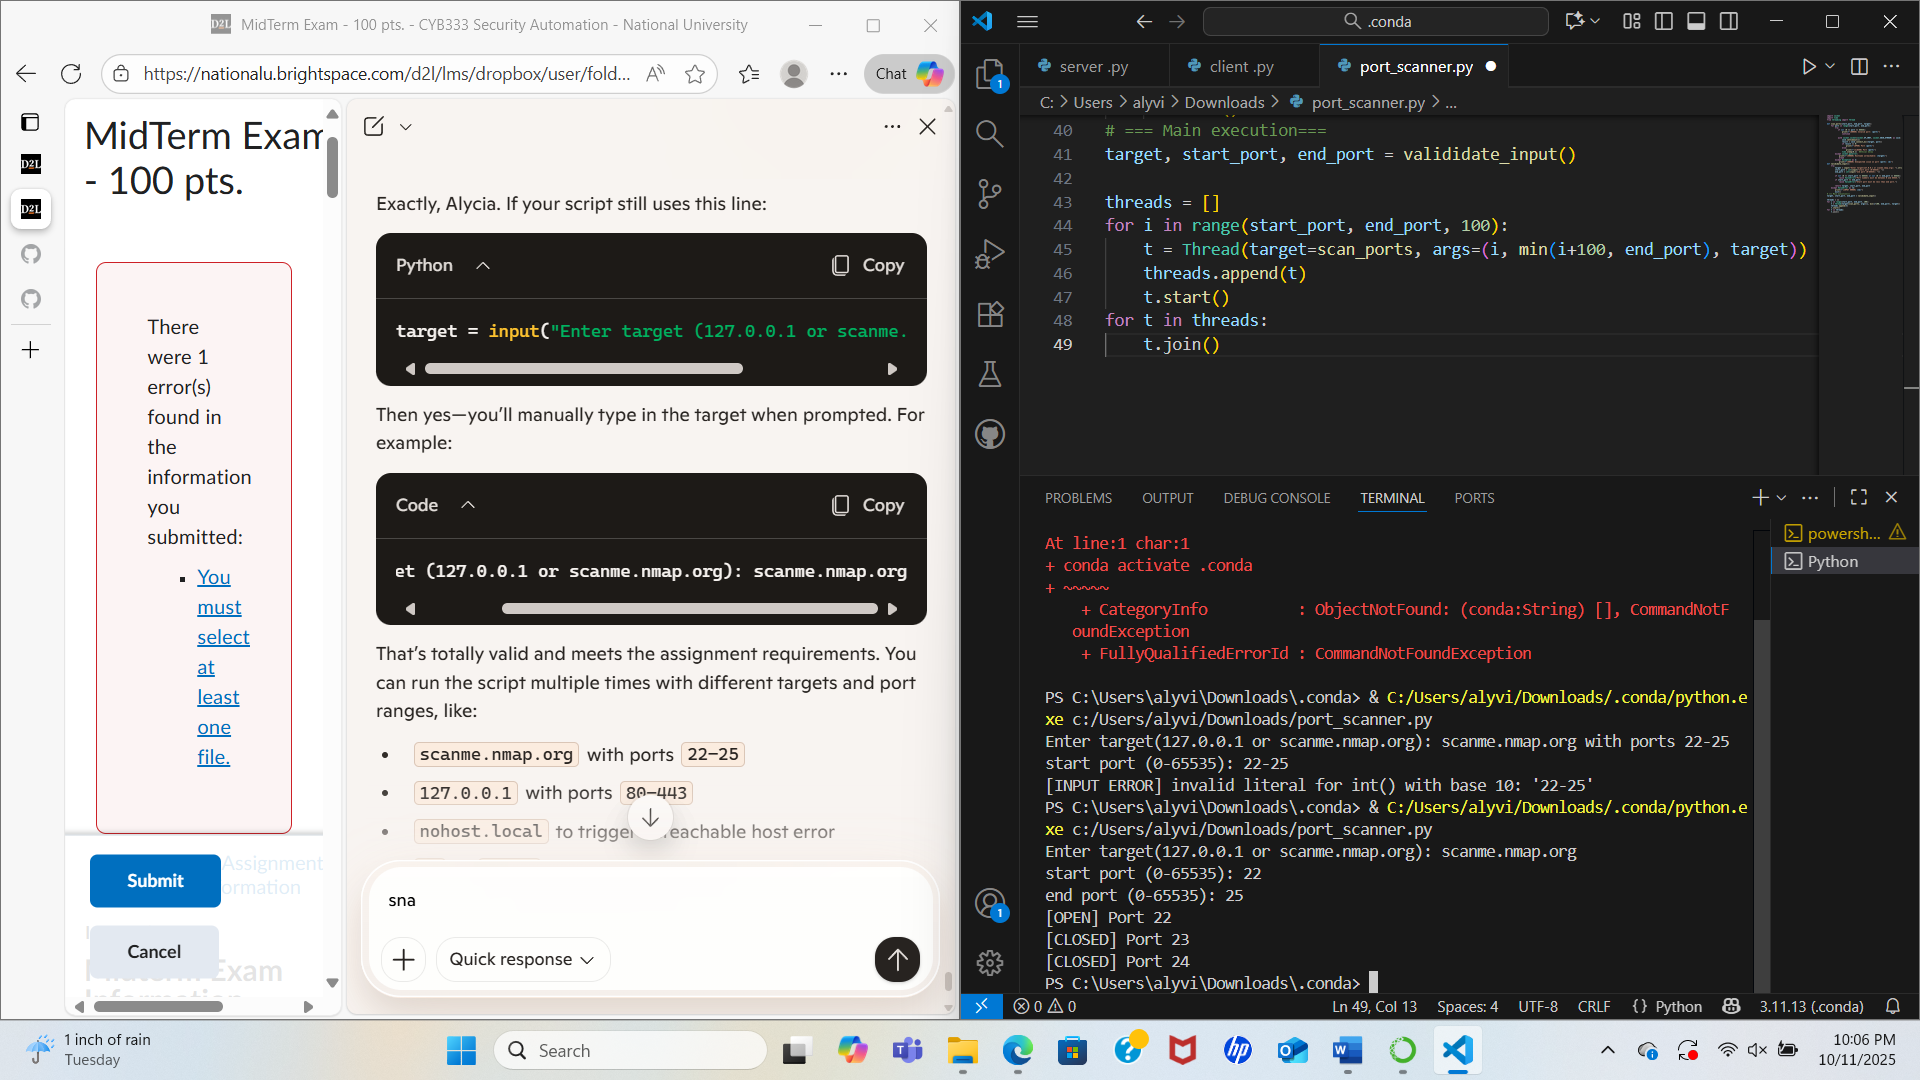 MidTerm Exam - 100 pts. - CYB333 Security Automation - National University
https://nationalu.brightspace.com/d2l/lms/dropbox/user/fold...
Chat
D2L
D2L
MidTerm Exam
- 100 pts.
There
were 1
error(s)
found in
the
information
you
submitted:
You
must
select
at
least
one
file.
Submit
Assignment
ormation
Cancel
Midterm Exam
Information
Exactly, Alycia. If your script still uses this line:
Python
Copy
target = input("Enter target (127.0.0.1 or scanme.
Then yes—you'll manually type in the target when prompted. For
example:
Code
Copy
et (127.0.0.1 or scanme.nmap.org): scanme.nmap.org
That's totally valid and meets the assignment requirements. You
can run the script multiple times with different targets and port
ranges, like:
scanme.nmap.org with ports 22–25
127.0.0.1 with ports 80–443
nohost.local to trigger reachable host error
sna
Quick response
.conda
server .py
client .py
port_scanner.py
C: > Users > alyvi > Downloads > port_scanner.py > ...
40 # === Main execution===
41 target, start_port, end_port = valididate_input()
42
43 threads = []
44 for i in range(start_port, end_port, 100):
45 t = Thread(target=scan_ports, args=(i, min(i+100, end_port), target))
46 threads.append(t)
47 t.start()
48 for t in threads:
49 t.join()
PROBLEMS OUTPUT DEBUG CONSOLE TERMINAL PORTS
powersh...
Python
At line:1 char:1
+ conda activate .conda
+ ~~~~~
+ CategoryInfo : ObjectNotFound: (conda:String) [], CommandNotF
oundException
+ FullyQualifiedErrorId : CommandNotFoundException
PS C:\Users\alyvi\Downloads\.conda> & C:/Users/alyvi/Downloads/.conda/python.e
xe c:/Users/alyvi/Downloads/port_scanner.py
Enter target(127.0.0.1 or scanme.nmap.org): scanme.nmap.org with ports 22-25
start port (0-65535): 22-25
[INPUT ERROR] invalid literal for int() with base 10: '22-25'
PS C:\Users\alyvi\Downloads\.conda> & C:/Users/alyvi/Downloads/.conda/python.e
xe c:/Users/alyvi/Downloads/port_scanner.py
Enter target(127.0.0.1 or scanme.nmap.org): scanme.nmap.org
start port (0-65535): 22
end port (0-65535): 25
[OPEN] Port 22
[CLOSED] Port 23
[CLOSED] Port 24
PS C:\Users\alyvi\Downloads\.conda>
1
1
0 0
Ln 49, Col 13 Spaces: 4 UTF-8 CRLF {} Python 3.11.13 (.conda)
1 inch of rain
Tuesday
Search
10:06 PM
10/11/2025